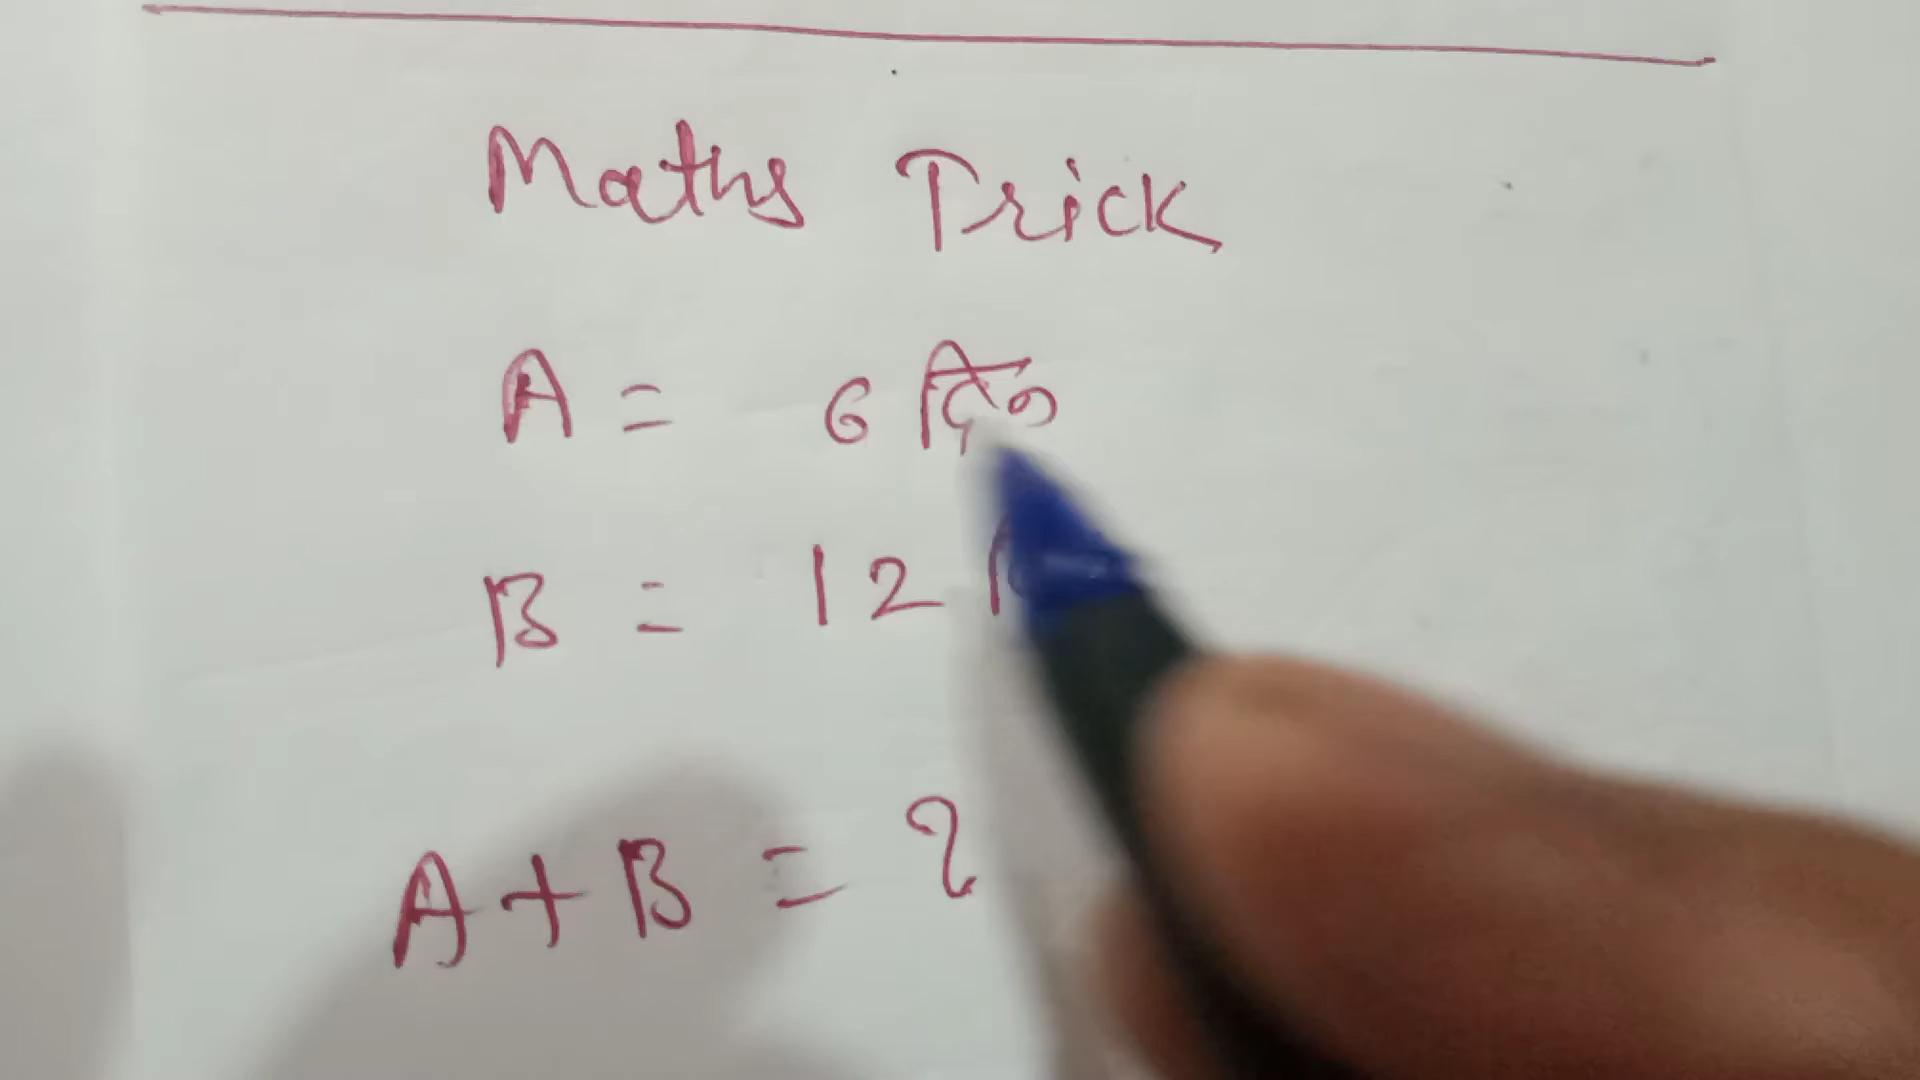 Maths Trick
A = 6 दिन
B = 12
A + B = ?